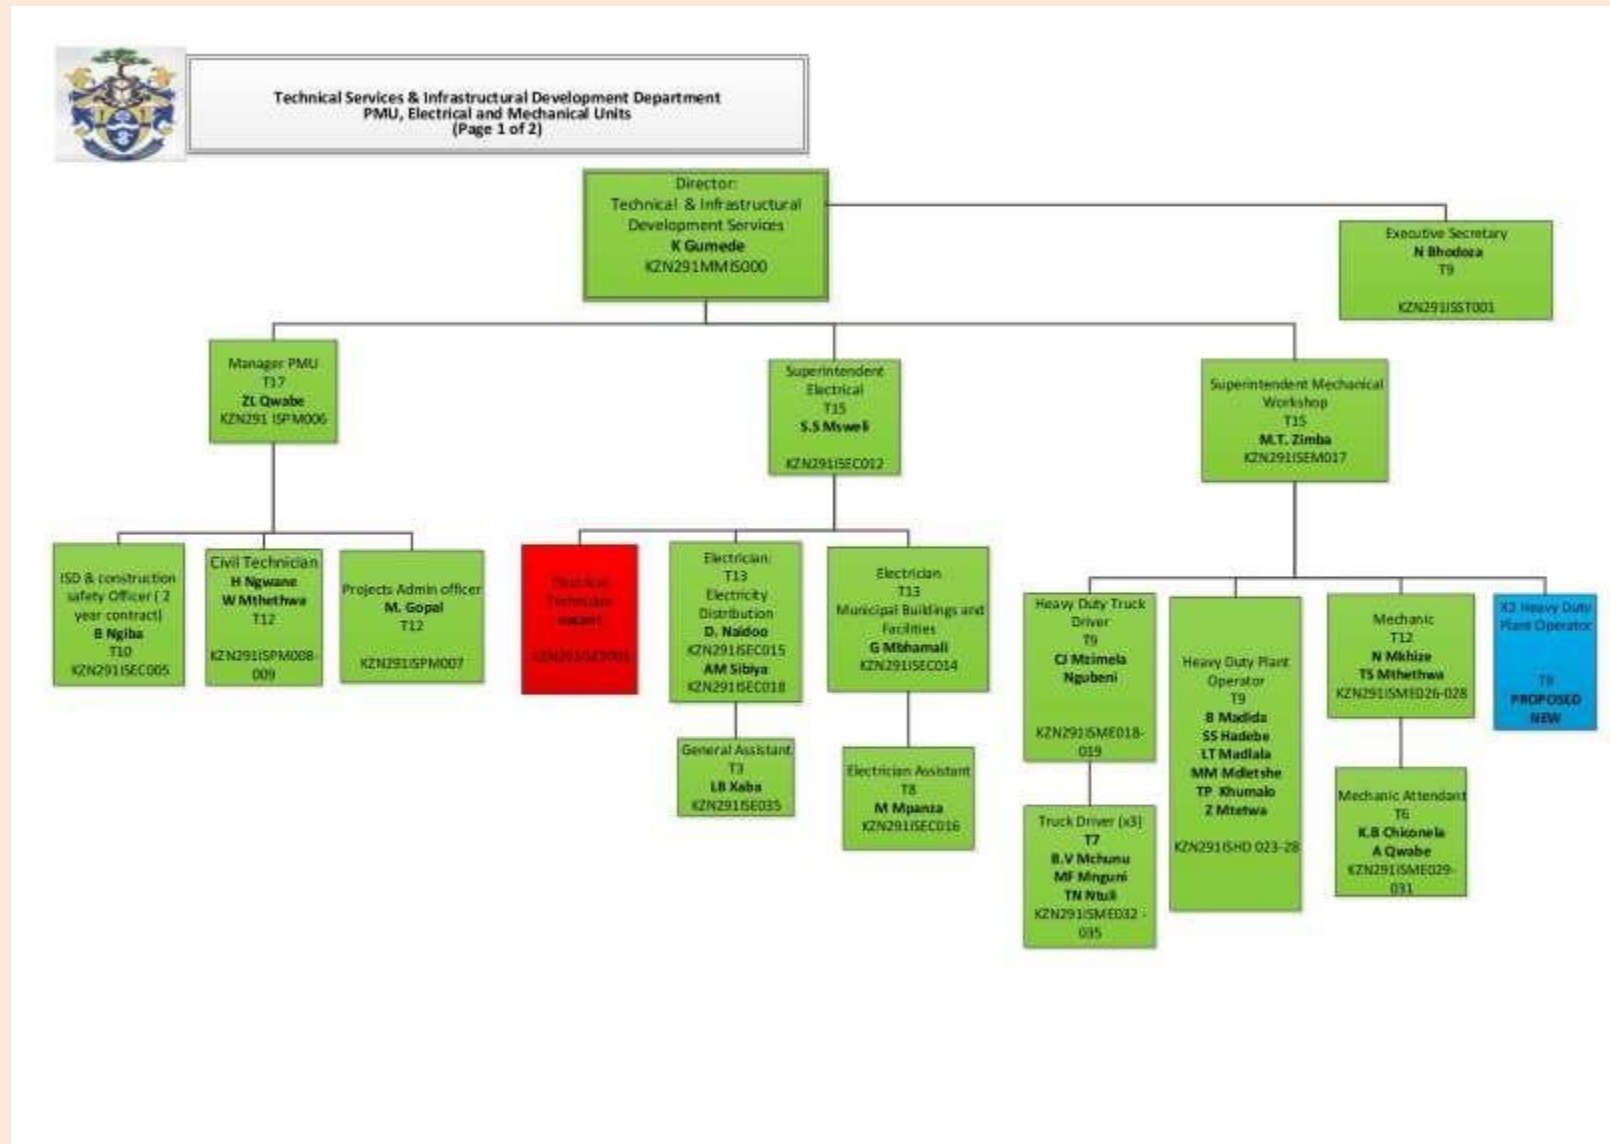 Technical Services & Infrastructural Development Department
PMU, Electrical and Mechanical Units
(Page 1 of 2)
Director:
Technical & Infrastructural
Development Services
K Gumede
KZN291MMIS000
Executive Secretary
N Bhodoza
T9
KZN291ISST001
Manager PMU
T17
ZL Qwabe
KZN291 ISPM006
Superintendent
Electrical
T15
S.S Msweli
KZN291ISEC012
Superintendent Mechanical
Workshop
T15
M.T. Zimba
KZN291ISEM017
ISD & construction
safety Officer ( 2
year contract)
B Ngiba
T10
KZN291ISEC005
Civil Technician
H Ngwane
W Mthethwa
T12
KZN291ISPM008-
009
Projects Admin officer
M. Gopal
T12
KZN291ISPM007
Electrical
Technician
vacant
Electrician:
T13
Electricity
Distribution
D. Naidoo
KZN291ISEC015
AM Sibiya
KZN291ISEC018
Electrician
T13
Municipal Buildings and
Facilities
G Mbhamali
KZN291ISEC014
General Assistant
T3
LB Xaba
KZN291ISE035
Electrician Assistant
T8
M Mpanza
KZN291ISEC016
Heavy Duty Truck
Driver
T9
CJ Mzimela
Ngubeni
KZN291ISME018-
019
Truck Driver (x3)
T7
B.V Mchunu
MF Mnguni
TN Ntuli
KZN291ISME032 -
035
Heavy Duty Plant
Operator
T9
B Madida
SS Hadebe
LT Madlala
MM Mdletshe
TP Khumalo
Z Mtetwa
KZN291ISHD 023-28
Mechanic
T12
N Mkhize
TS Mthethwa
KZN291ISME026-028
Mechanic Attendant
T6
K.B Chiconela
A Qwabe
KZN291ISME029-
031
X2 Heavy Duty
Plant Operator
T9
PROPOSED
NEW